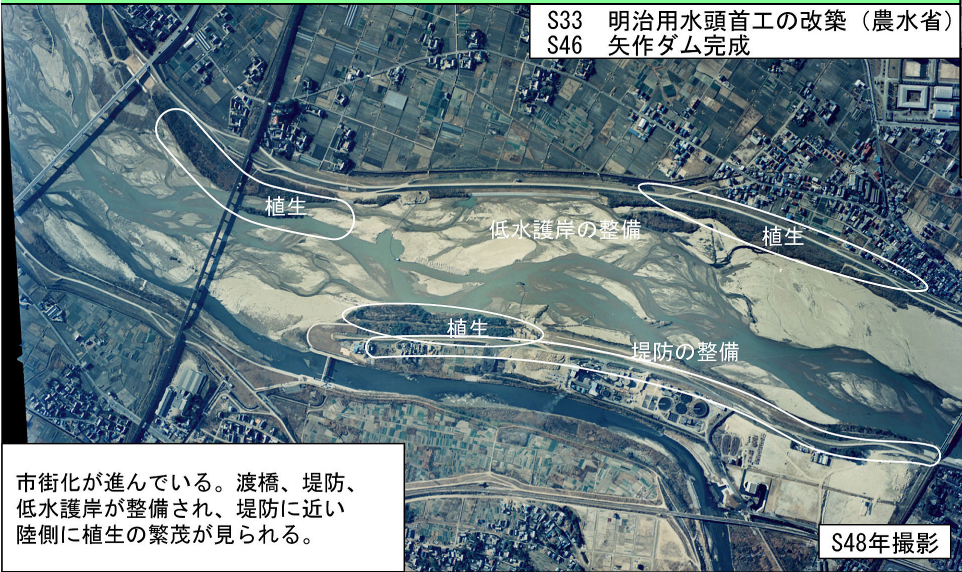 S33　明治用水頭首工の改築（農水省）
S46　矢作ダム完成
植生
低水護岸の整備
植生
植生
堤防の整備
市街化が進んでいる。渡橋、堤防、
低水護岸が整備され、堤防に近い
陸側に植生の繁茂が見られる。
S48年撮影